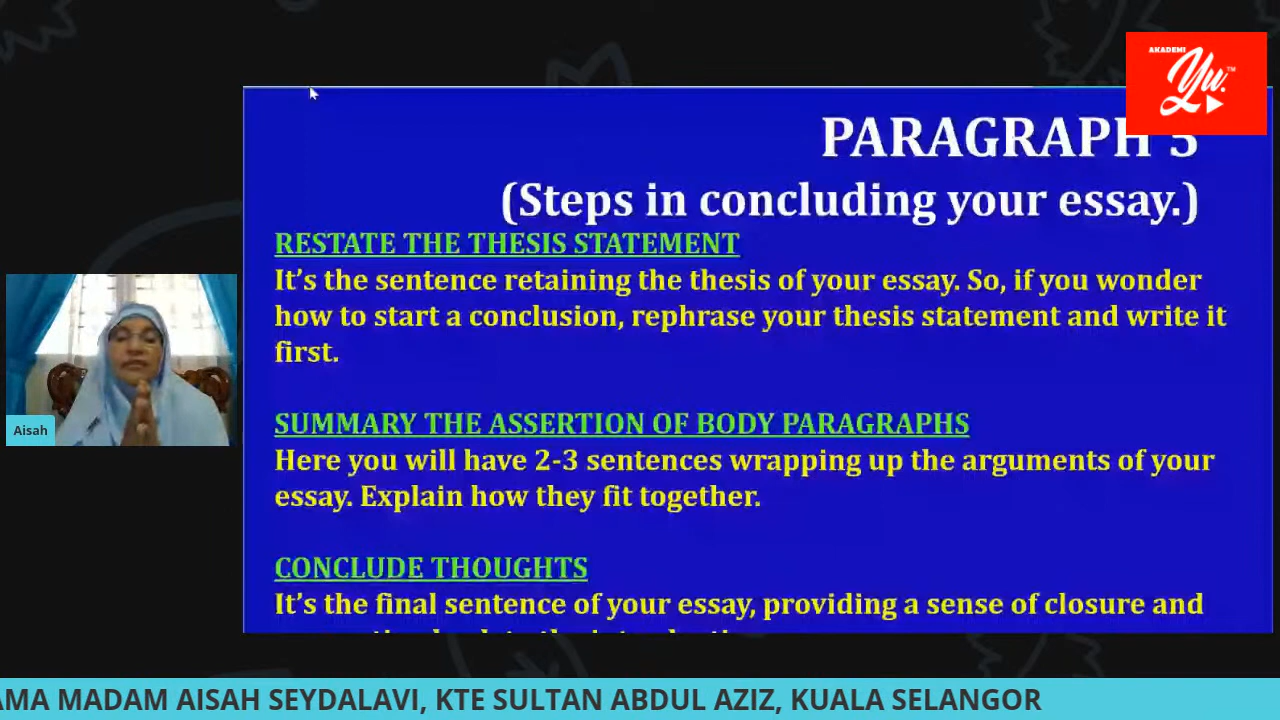 AKADEMI
Yu.
TM
PARAGRAPH 5
(Steps in concluding your essay.)
RESTATE THE THESIS STATEMENT
It’s the sentence retaining the thesis of your essay. So, if you wonder
how to start a conclusion, rephrase your thesis statement and write it
first.
SUMMARY THE ASSERTION OF BODY PARAGRAPHS
Here you will have 2-3 sentences wrapping up the arguments of your
essay. Explain how they fit together.
CONCLUDE THOUGHTS
It’s the final sentence of your essay, providing a sense of closure and
Aisah
AMA MADAM AISAH SEYDALAVI, KTE SULTAN ABDUL AZIZ, KUALA SELANGOR